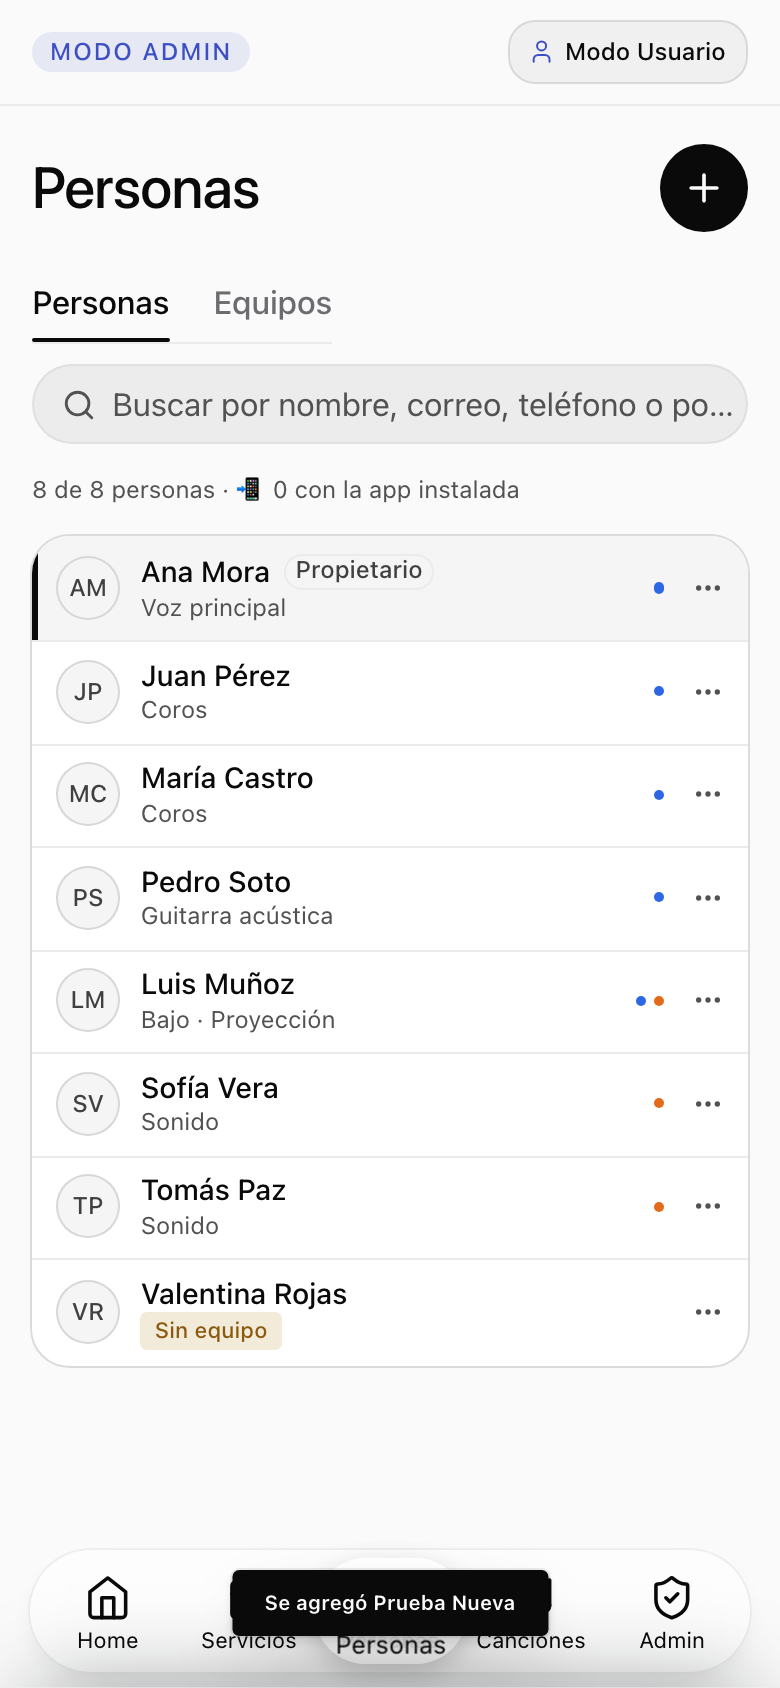 MODO ADMIN
Modo Usuario
Personas
Personas Equipos
Buscar por nombre, correo, teléfono o po...
8 de 8 personas · 0 con la app instalada
AM
Ana Mora Propietario
Voz principal
JP
Juan Pérez
Coros
MC
María Castro
Coros
PS
Pedro Soto
Guitarra acústica
LM
Luis Muñoz
Bajo · Proyección
SV
Sofía Vera
Sonido
TP
Tomás Paz
Sonido
VR
Valentina Rojas
Sin equipo
Se agregó Prueba Nueva
Home Servicios Personas Canciones Admin